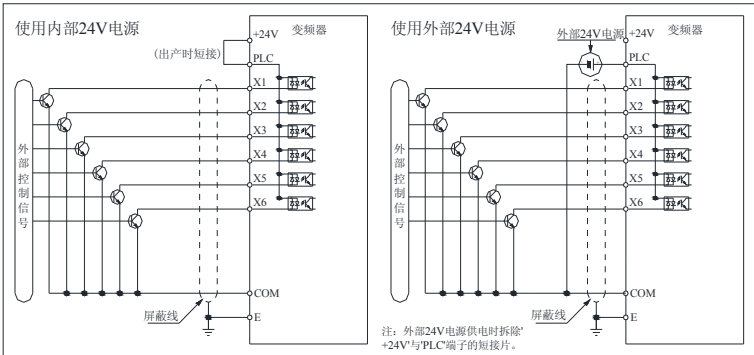 使用内部24V电源
+24V
变频器
(出产时短接)
PLC
X1
X2
X3
X4
X5
X6
外部控制信号
COM
屏蔽线
E
使用外部24V电源
外部24V电源
+24V
变频器
PLC
X1
X2
X3
X4
X5
X6
外部控制信号
COM
屏蔽线
E
注：外部24V电源供电时拆除'
+24V'与'PLC'端子的短接片。